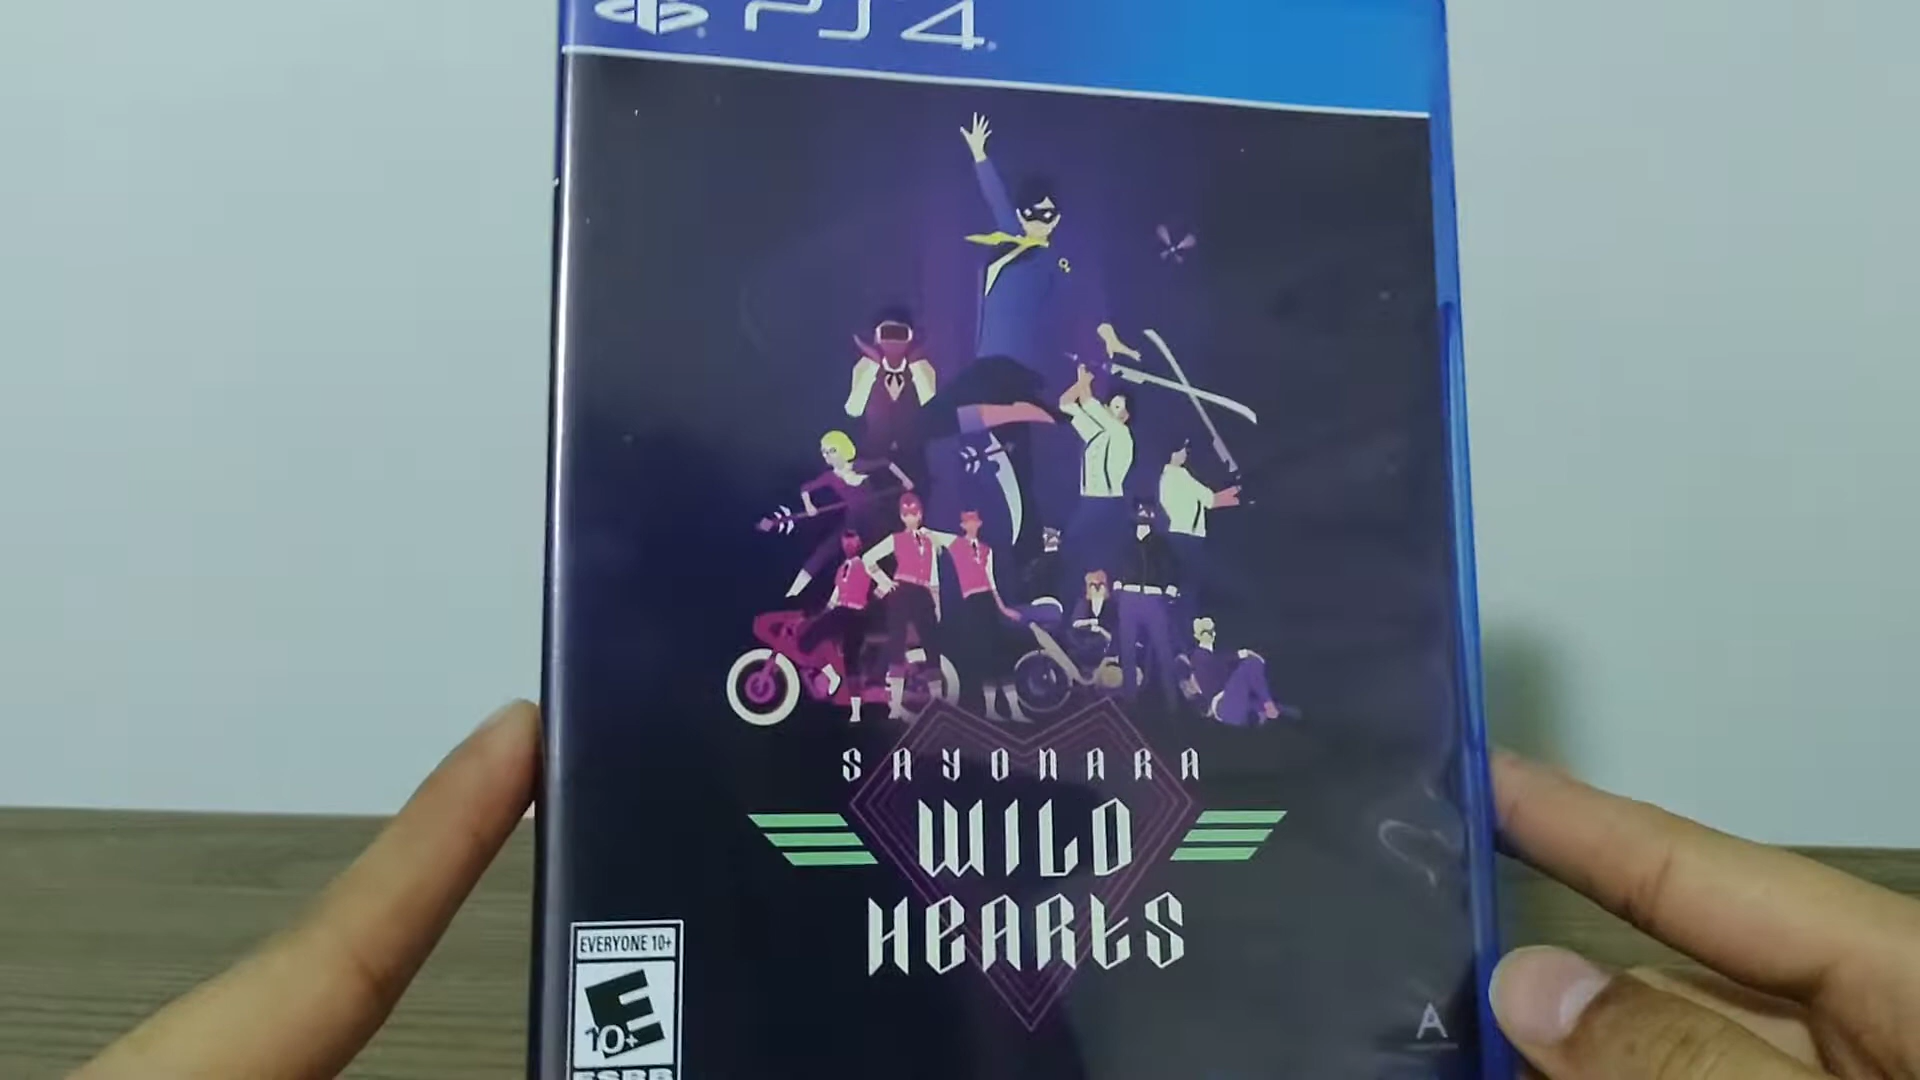 PS4
SAYONARA
WILD
HEARTS
EVERYONE 10+
E
10+
ESRB
A